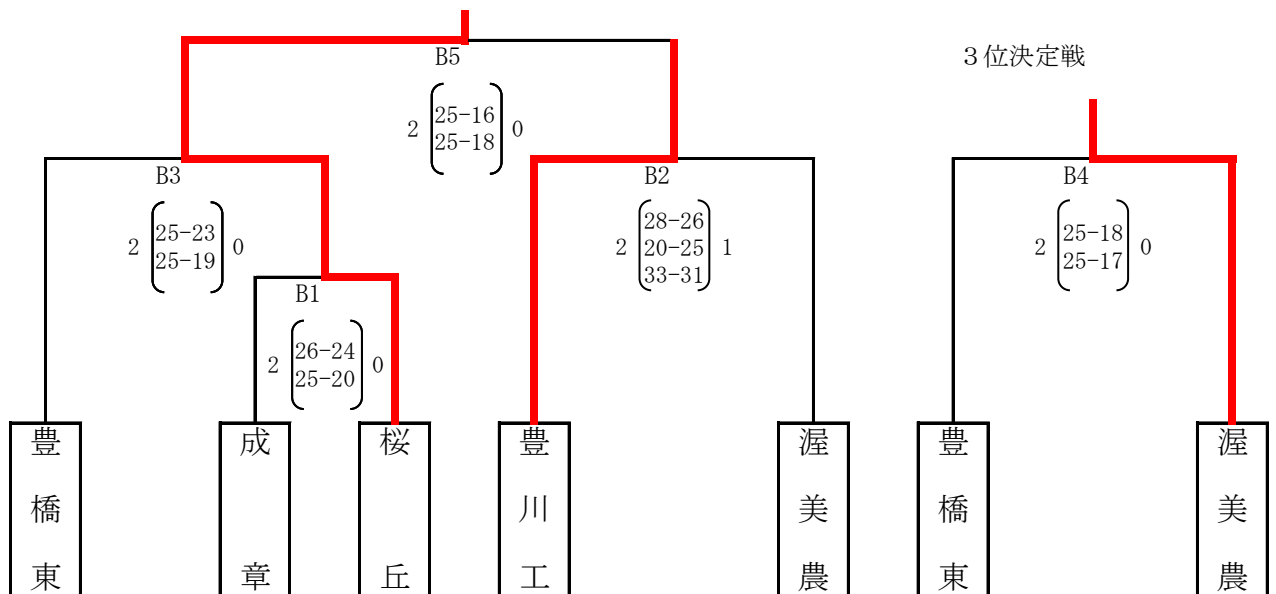 B5
3位決定戦
2 25-16 0
25-18
B3
B2
B4
2 25-23 0
25-19
28-26
2 20-25 1
33-31
2 25-18 0
25-17
B1
2 26-24 0
25-20
豊橋東
成章
桜丘
豊川工
渥美農
豊橋東
渥美農